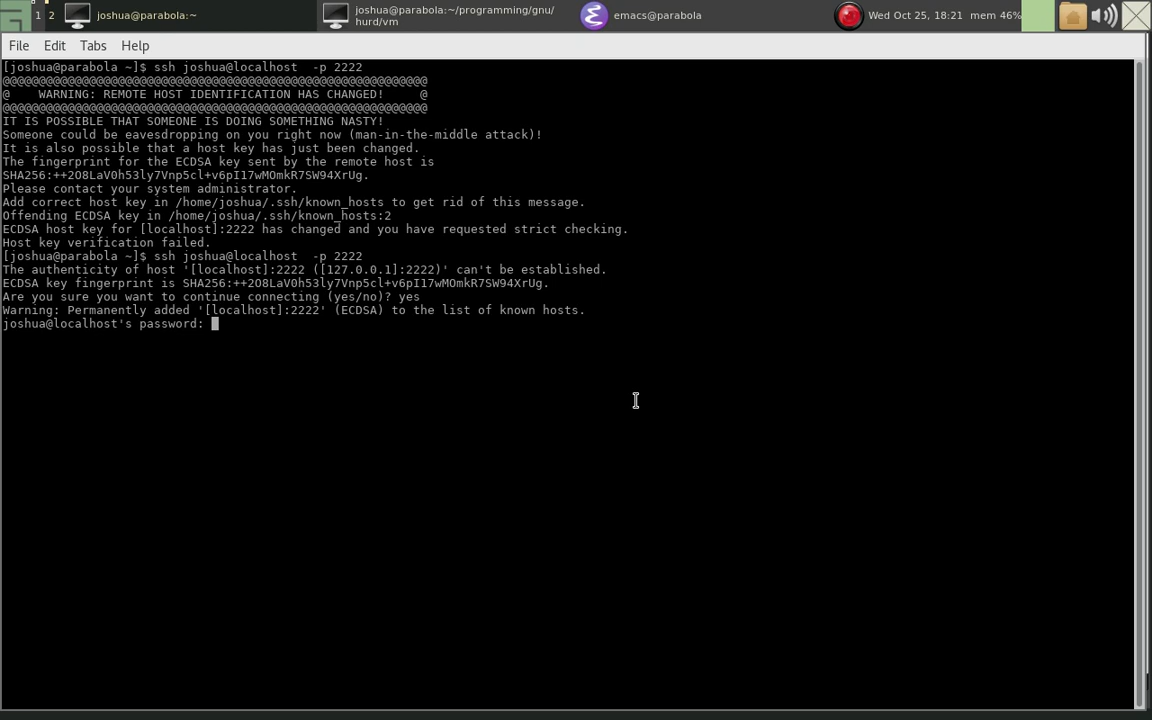 1 2 joshua@parabola:~ joshua@parabola:~/programming/gnu/
hurd/vm emacs@parabola Wed Oct 25, 18:21 mem 46%
File Edit Tabs Help
[joshua@parabola ~]$ ssh joshua@localhost  -p 2222
@@@@@@@@@@@@@@@@@@@@@@@@@@@@@@@@@@@@@@@@@@@@@@@@@@@@@@@@@@@
@    WARNING: REMOTE HOST IDENTIFICATION HAS CHANGED!     @
@@@@@@@@@@@@@@@@@@@@@@@@@@@@@@@@@@@@@@@@@@@@@@@@@@@@@@@@@@@
IT IS POSSIBLE THAT SOMEONE IS DOING SOMETHING NASTY!
Someone could be eavesdropping on you right now (man-in-the-middle attack)!
It is also possible that a host key has just been changed.
The fingerprint for the ECDSA key sent by the remote host is
SHA256:++2O8LaV0h53ly7Vnp5cl+v6pI17wMOmkR7SW94XrUg.
Please contact your system administrator.
Add correct host key in /home/joshua/.ssh/known_hosts to get rid of this message.
Offending ECDSA key in /home/joshua/.ssh/known_hosts:2
ECDSA host key for [localhost]:2222 has changed and you have requested strict checking.
Host key verification failed.
[joshua@parabola ~]$ ssh joshua@localhost  -p 2222
The authenticity of host '[localhost]:2222 ([127.0.0.1]:2222)' can't be established.
ECDSA key fingerprint is SHA256:++2O8LaV0h53ly7Vnp5cl+v6pI17wMOmkR7SW94XrUg.
Are you sure you want to continue connecting (yes/no)? yes
Warning: Permanently added '[localhost]:2222' (ECDSA) to the list of known hosts.
joshua@localhost's password: